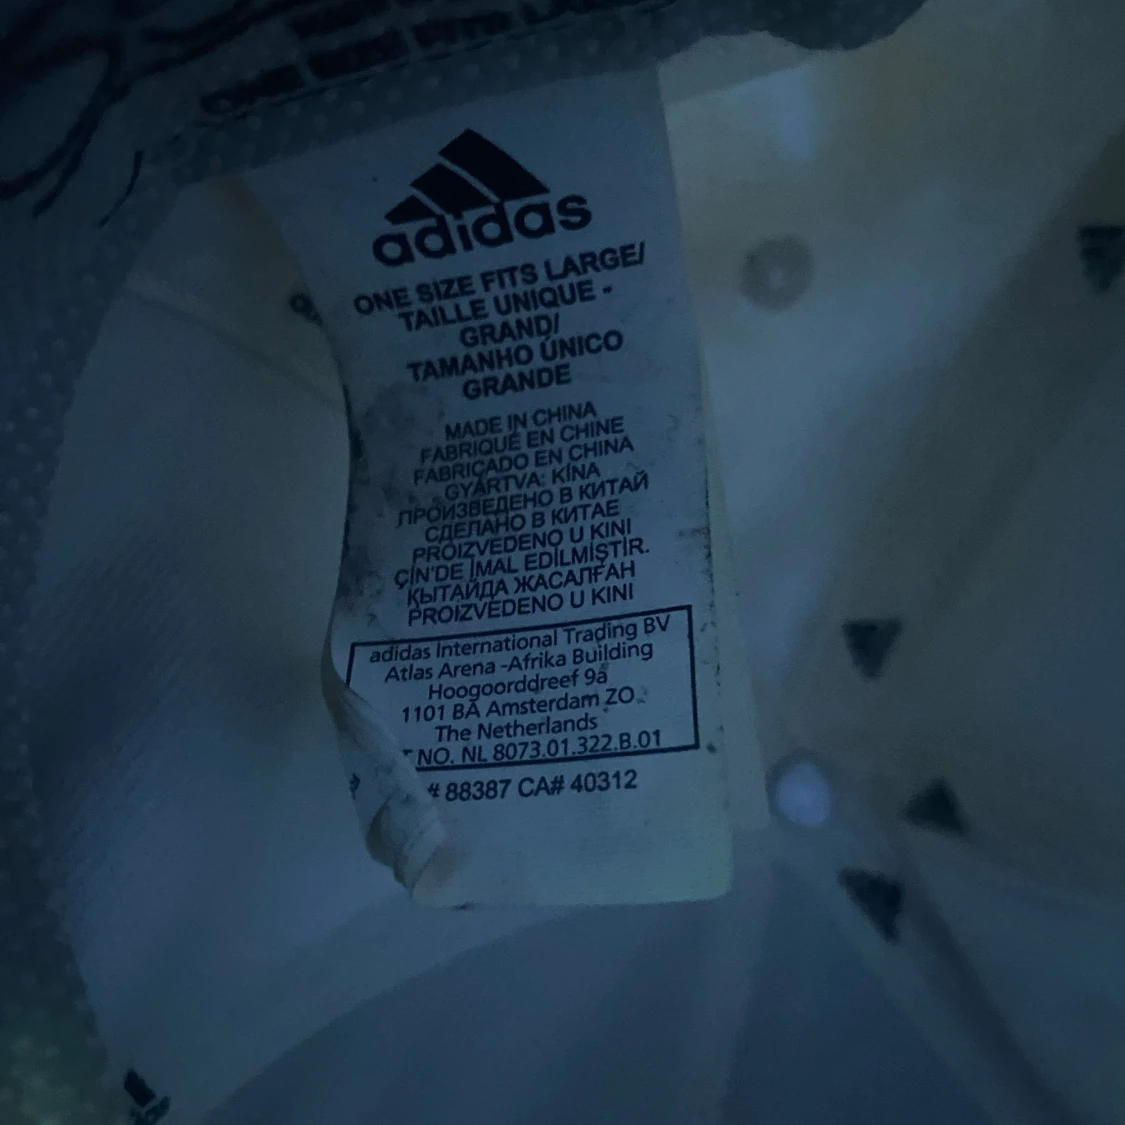 adidas
ONE SIZE FITS LARGE/
TAILLE UNIQUE -
GRAND/
TAMANHO ÚNICO
GRANDE
MADE IN CHINA
FABRIQUÉ EN CHINE
FABRICADO EN CHINA
GYÁRTVA: KÍNA
ПРОИЗВЕДЕНО В КИТАЙ
СДЕЛАНО В КИТАЕ
PROIZVEDENO U KINI
ÇİN'DE İMAL EDİLMİŞTİR.
ҚЫТАЙДА ЖАСАЛҒАН
PROIZVEDENO U KINI
adidas International Trading BV
Atlas Arena -Afrika Building
Hoogoorddreef 9a
1101 BA Amsterdam ZO
The Netherlands
NO. NL 8073.01.322.B.01
# 88387 CA# 40312